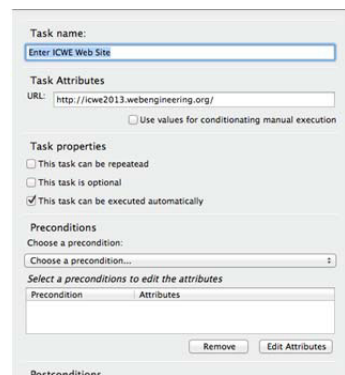 Task name:
Enter ICWE Web Site
Task Attributes
URL: http://icwe2013.webengineering.org/
Use values for conditionating manual execution
Task properties
This task can be repeatead
This task is optional
This task can be executed automatically
Preconditions
Choose a precondition:
Choose a precondition...
Select a preconditions to edit the attributes
Precondition Attributes
Remove Edit Attributes
Postconditions